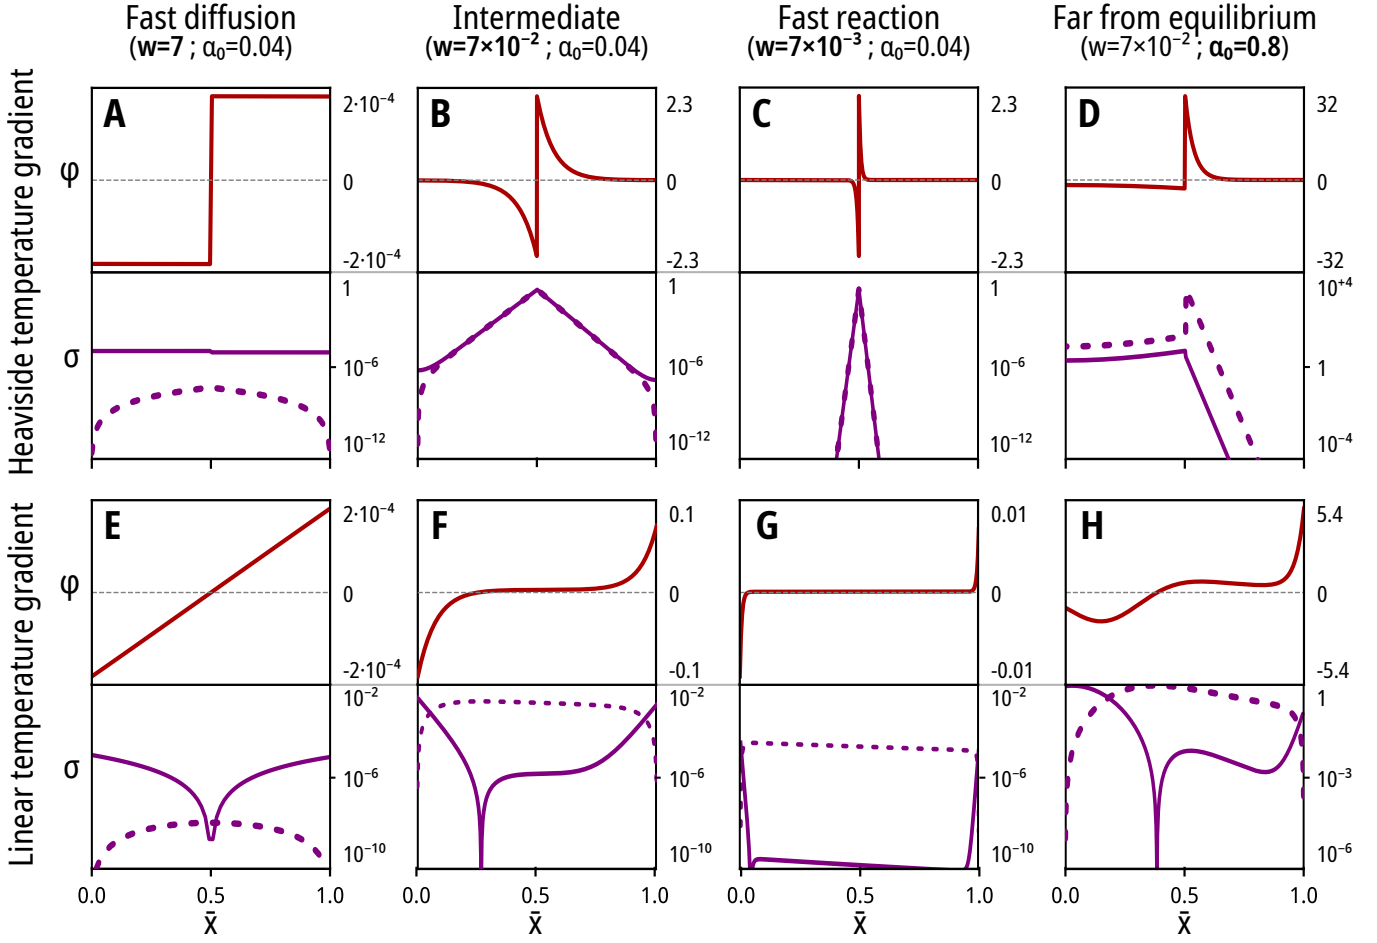 Fast diffusion
(w=7 ; α₀=0.04)
Intermediate
(w=7×10⁻² ; α₀=0.04)
Fast reaction
(w=7×10⁻³ ; α₀=0.04)
Far from equilibrium
(w=7×10⁻² ; α₀=0.8)
Heaviside temperature gradient
φ
A
2·10⁻⁴
0
-2·10⁻⁴
B
2.3
0
-2.3
C
2.3
0
-2.3
D
32
0
-32
σ
1
10⁻⁶
10⁻¹²
1
10⁻⁶
10⁻¹²
1
10⁻⁶
10⁻¹²
10⁺⁴
1
10⁻⁴
Linear temperature gradient
φ
E
2·10⁻⁴
0
-2·10⁻⁴
F
0.1
0
-0.1
G
0.01
0
-0.01
H
5.4
0
-5.4
σ
10⁻²
10⁻⁶
10⁻¹⁰
10⁻²
10⁻⁶
10⁻¹⁰
10⁻²
10⁻⁶
10⁻¹⁰
1
10⁻³
10⁻⁶
0.0 0.5 1.0
x̄
0.0 0.5 1.0
x̄
0.0 0.5 1.0
x̄
0.0 0.5 1.0
x̄